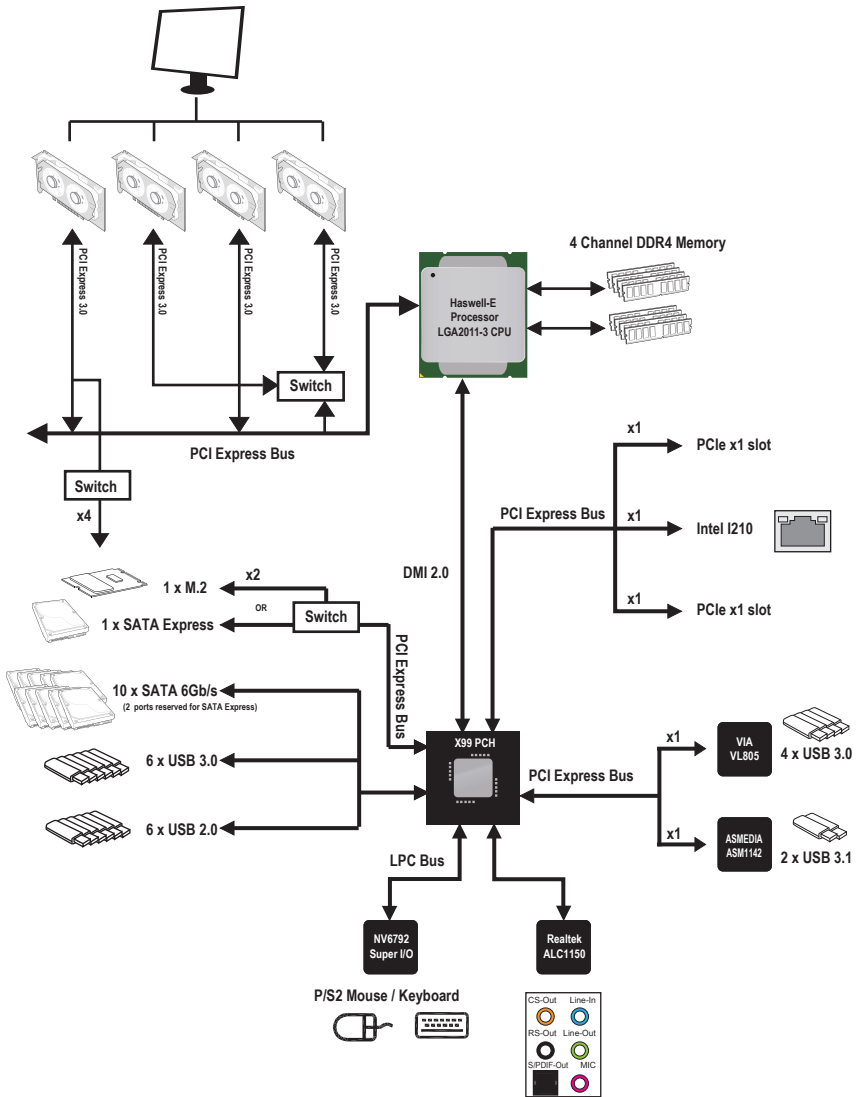 PCI Express 3.0
PCI Express 3.0
PCI Express 3.0
PCI Express 3.0
4 Channel DDR4 Memory
Haswell-E
Processor
LGA2011-3 CPU
Switch
PCI Express Bus
Switch
x4
x1
PCIe x1 slot
PCI Express Bus
x1
Intel I210
DMI 2.0
x1
PCIe x1 slot
1 x M.2
x2
OR
Switch
1 x SATA Express
PCI Express Bus
10 x SATA 6Gb/s
(2 ports reserved for SATA Express)
6 x USB 3.0
6 x USB 2.0
X99 PCH
PCI Express Bus
x1
VIA
VL805
4 x USB 3.0
x1
ASMEDIA
ASM1142
2 x USB 3.1
LPC Bus
NV6792
Super I/O
Realtek
ALC1150
P/S2 Mouse / Keyboard
CS-Out
Line-In
RS-Out
Line-Out
S/PDIF-Out
MIC